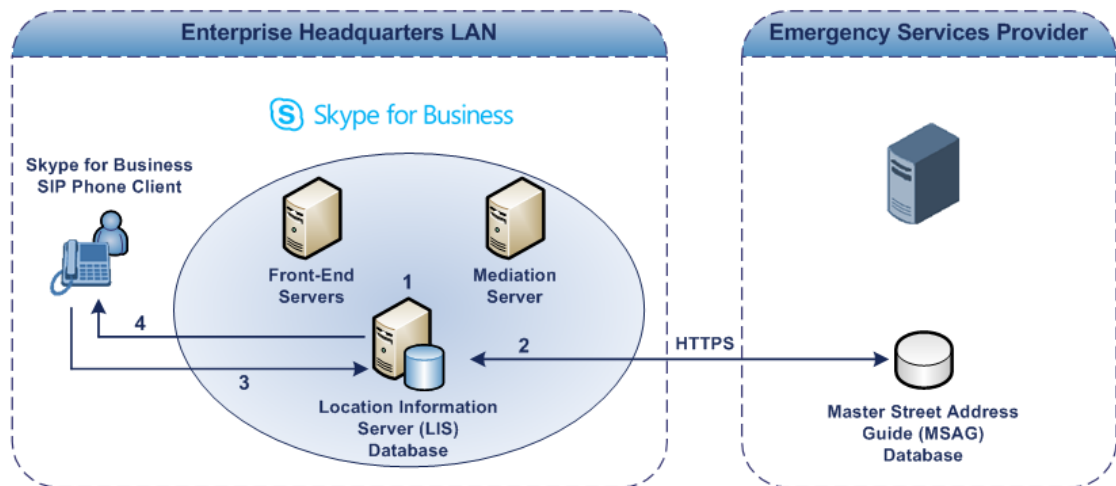 Enterprise Headquarters LAN
Emergency Services Provider
Skype for Business
Skype for Business
SIP Phone Client
Front-End
Servers
Mediation
Server
1
4
2
HTTPS
3
Location Information
Server (LIS)
Database
Master Street Address
Guide (MSAG)
Database